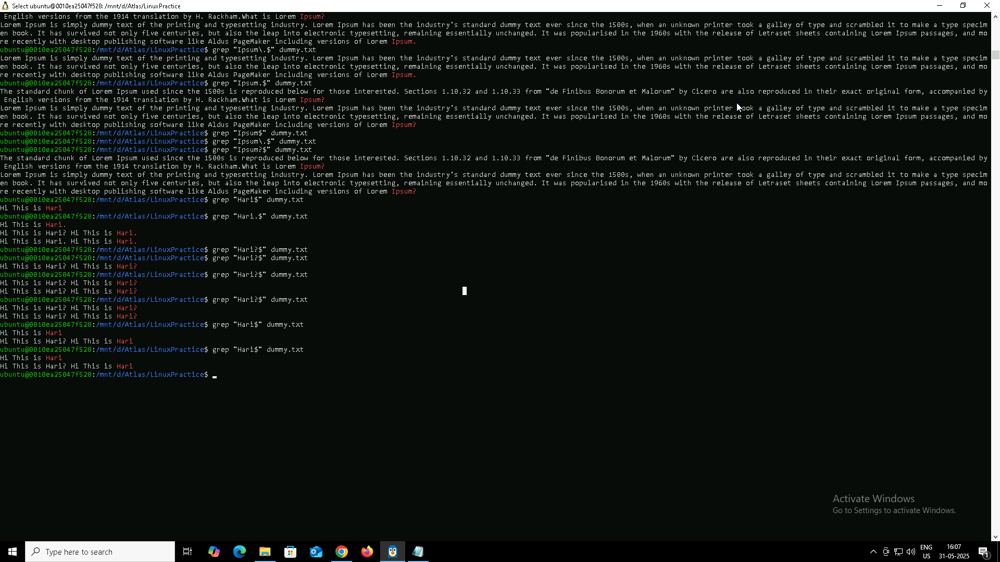 Select ubuntu@0010ea25047f528: /mnt/d/Atlas/LinuxPractice
 English versions from the 1914 translation by H. Rackham.What is Lorem Ipsum?
Lorem Ipsum is simply dummy text of the printing and typesetting industry. Lorem Ipsum has been the industry's standard dummy text ever since the 1500s, when an unknown printer took a galley of type and scrambled it to make a type specim
en book. It has survived not only five centuries, but also the leap into electronic typesetting, remaining essentially unchanged. It was popularised in the 1960s with the release of Letraset sheets containing Lorem Ipsum passages, and mo
re recently with desktop publishing software like Aldus PageMaker including versions of Lorem Ipsum.
ubuntu@0010ea25047f528:/mnt/d/Atlas/LinuxPractice$ grep "Ipsum\.$" dummy.txt
Lorem Ipsum is simply dummy text of the printing and typesetting industry. Lorem Ipsum has been the industry's standard dummy text ever since the 1500s, when an unknown printer took a galley of type and scrambled it to make a type specim
en book. It has survived not only five centuries, but also the leap into electronic typesetting, remaining essentially unchanged. It was popularised in the 1960s with the release of Letraset sheets containing Lorem Ipsum passages, and mo
re recently with desktop publishing software like Aldus PageMaker including versions of Lorem Ipsum.
ubuntu@0010ea25047f528:/mnt/d/Atlas/LinuxPractice$ grep "Ipsum.$" dummy.txt
The standard chunk of Lorem Ipsum used since the 1500s is reproduced below for those interested. Sections 1.10.32 and 1.10.33 from "de Finibus Bonorum et Malorum" by Cicero are also reproduced in their exact original form, accompanied by
 English versions from the 1914 translation by H. Rackham.What is Lorem Ipsum?
Lorem Ipsum is simply dummy text of the printing and typesetting industry. Lorem Ipsum has been the industry's standard dummy text ever since the 1500s, when an unknown printer took a galley of type and scrambled it to make a type specim
en book. It has survived not only five centuries, but also the leap into electronic typesetting, remaining essentially unchanged. It was popularised in the 1960s with the release of Letraset sheets containing Lorem Ipsum passages, and mo
re recently with desktop publishing software like Aldus PageMaker including versions of Lorem Ipsum?
ubuntu@0010ea25047f528:/mnt/d/Atlas/LinuxPractice$ grep "Ipsum$" dummy.txt
ubuntu@0010ea25047f528:/mnt/d/Atlas/LinuxPractice$ grep "Ipsum\.$" dummy.txt
ubuntu@0010ea25047f528:/mnt/d/Atlas/LinuxPractice$ grep "Ipsum?$" dummy.txt
The standard chunk of Lorem Ipsum used since the 1500s is reproduced below for those interested. Sections 1.10.32 and 1.10.33 from "de Finibus Bonorum et Malorum" by Cicero are also reproduced in their exact original form, accompanied by
 English versions from the 1914 translation by H. Rackham.What is Lorem Ipsum?
Lorem Ipsum is simply dummy text of the printing and typesetting industry. Lorem Ipsum has been the industry's standard dummy text ever since the 1500s, when an unknown printer took a galley of type and scrambled it to make a type specim
en book. It has survived not only five centuries, but also the leap into electronic typesetting, remaining essentially unchanged. It was popularised in the 1960s with the release of Letraset sheets containing Lorem Ipsum passages, and mo
re recently with desktop publishing software like Aldus PageMaker including versions of Lorem Ipsum?
ubuntu@0010ea25047f528:/mnt/d/Atlas/LinuxPractice$ grep "Hari$" dummy.txt
Hi This is Hari
ubuntu@0010ea25047f528:/mnt/d/Atlas/LinuxPractice$ grep "Hari.$" dummy.txt
Hi This is Hari.
Hi This is Hari? Hi This is Hari.
Hi This is Hari. Hi This is Hari.
ubuntu@0010ea25047f528:/mnt/d/Atlas/LinuxPractice$ grep "Hari?$" dummy.txt
ubuntu@0010ea25047f528:/mnt/d/Atlas/LinuxPractice$ grep "Hari?$" dummy.txt
Hi This is Hari? Hi This is Hari?
ubuntu@0010ea25047f528:/mnt/d/Atlas/LinuxPractice$ grep "Hari?$" dummy.txt
Hi This is Hari? Hi This is Hari?
Hi This is Hari? Hi This is Hari?
ubuntu@0010ea25047f528:/mnt/d/Atlas/LinuxPractice$ grep "Hari?$" dummy.txt
Hi This is Hari? Hi This is Hari?
Hi This is Hari? Hi This is Hari?
ubuntu@0010ea25047f528:/mnt/d/Atlas/LinuxPractice$ grep "Hari$" dummy.txt
Hi This is Hari
Hi This is Hari? Hi This is Hari
ubuntu@0010ea25047f528:/mnt/d/Atlas/LinuxPractice$ grep "Hari$" dummy.txt
Hi This is Hari
Hi This is Hari? Hi This is Hari
ubuntu@0010ea25047f528:/mnt/d/Atlas/LinuxPractice$
Activate Windows
Go to Settings to activate Windows.
Type here to search
ENG
US
16:07
31-05-2025
1